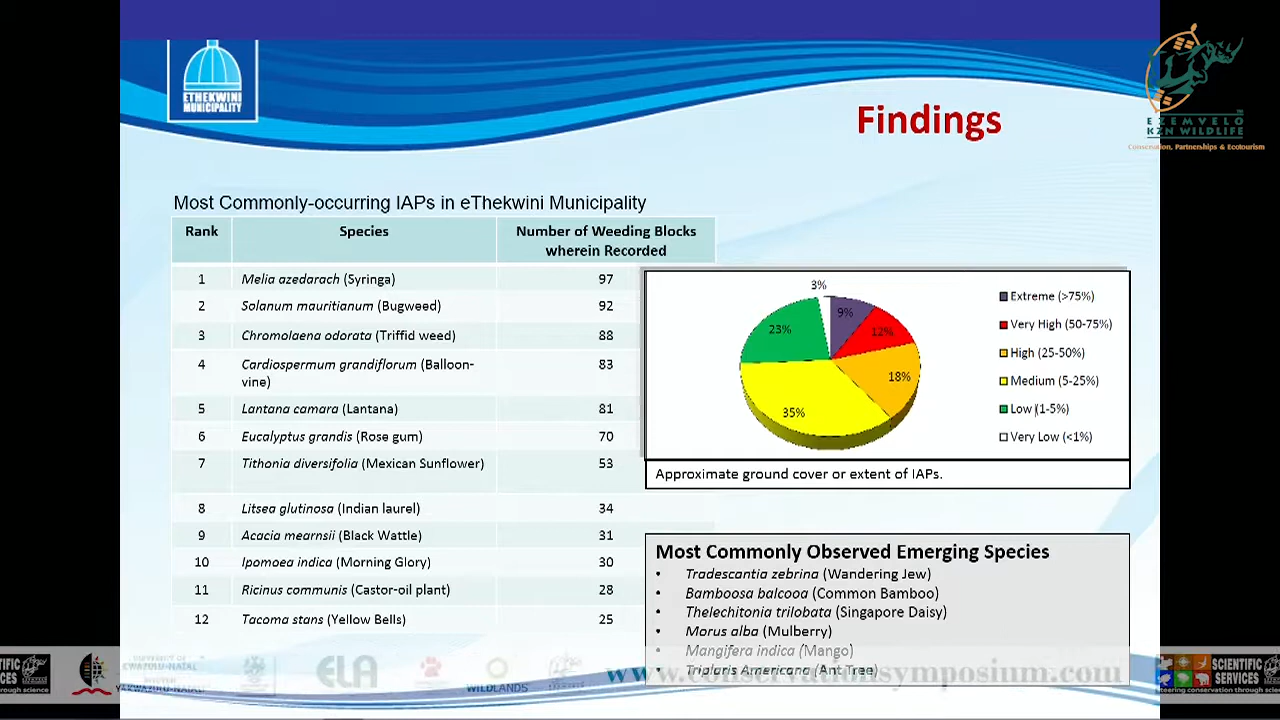 ETHEKWINI
MUNICIPALITY
EZEMVELO
KZN WILDLIFE
Conservation, Partnerships & Ecotourism
Findings
Most Commonly-occurring IAPs in eThekwini Municipality
Rank Species Number of Weeding Blocks
wherein Recorded
1 Melia azedarach (Syringa) 97
2 Solanum mauritianum (Bugweed) 92
3 Chromolaena odorata (Triffid weed) 88
4 Cardiospermum grandiflorum (Balloon-
vine) 83
5 Lantana camara (Lantana) 81
6 Eucalyptus grandis (Rose gum) 70
7 Tithonia diversifolia (Mexican Sunflower) 53
8 Litsea glutinosa (Indian laurel) 34
9 Acacia mearnsii (Black Wattle) 31
10 Ipomoea indica (Morning Glory) 30
11 Ricinus communis (Castor-oil plant) 28
12 Tacoma stans (Yellow Bells) 25
3%
9%
12%
18%
35%
23%
Extreme (>75%)
Very High (50-75%)
High (25-50%)
Medium (5-25%)
Low (1-5%)
Very Low (<1%)
Approximate ground cover or extent of IAPs.
Most Commonly Observed Emerging Species
• Tradescantia zebrina (Wandering Jew)
• Bamboosa balcooa (Common Bamboo)
• Thelechitonia trilobata (Singapore Daisy)
• Morus alba (Mulberry)
• Mangifera indica (Mango)
• Triplaris Americana (Ant Tree)
WILDLANDS
SCIENTIFIC
SERVICES